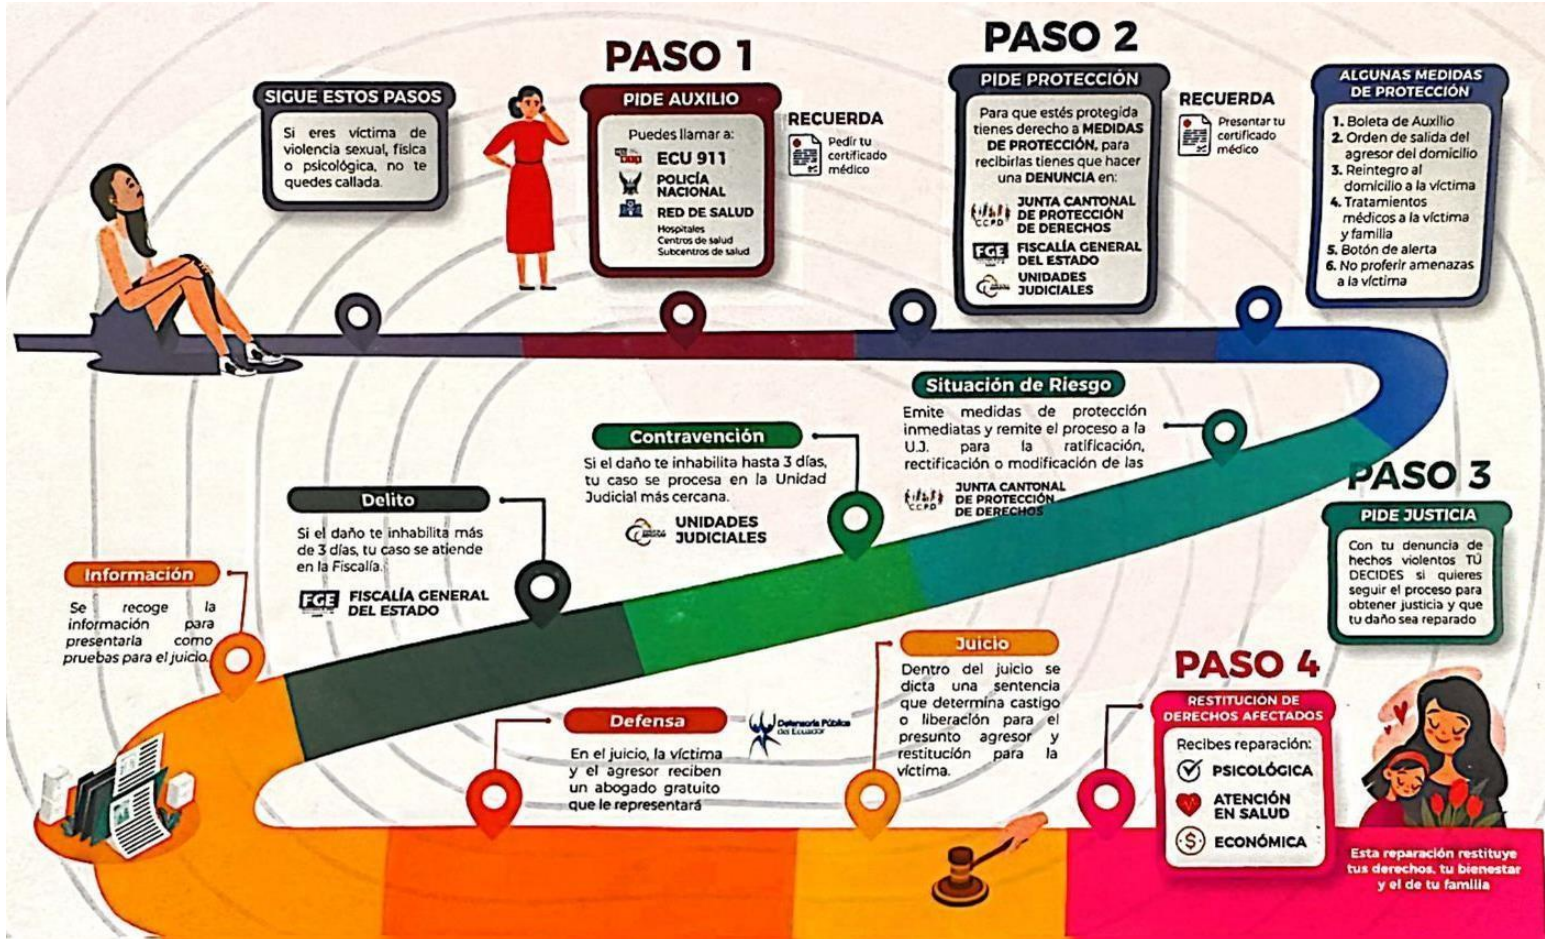 SIGUE ESTOS PASOS
Si eres víctima de
violencia sexual, física
o psicológica, no te
quedes callada.
PASO 1
PIDE AUXILIO
Puedes llamar a:
ECU 911
POLICÍA
NACIONAL
RED DE SALUD
Hospitales
Centros de salud
Subcentros de salud
RECUERDA
Pedir tu
certificado
médico
PASO 2
PIDE PROTECCIÓN
Para que estés protegida
tienes derecho a MEDIDAS
DE PROTECCIÓN, para
recibirlas tienes que hacer
una DENUNCIA en:
CCPD
JUNTA CANTONAL
DE PROTECCIÓN
DE DERECHOS
FGE
FISCALÍA GENERAL
DEL ESTADO
UNIDADES
JUDICIALES
RECUERDA
Presentar tu
certificado
médico
ALGUNAS MEDIDAS
DE PROTECCIÓN
1. Boleta de Auxilio
2. Orden de salida del
agresor del domicilio
3. Reintegro al
domicilio a la víctima
4. Tratamientos
médicos a la víctima
y familia
5. Botón de alerta
6. No proferir amenazas
a la víctima
PASO 3
PIDE JUSTICIA
Con tu denuncia de
hechos violentos TÚ
DECIDES si quieres
seguir el proceso para
obtener justicia y que
tu daño sea reparado
Situación de Riesgo
Emite medidas de protección
inmediatas y remite el proceso a la
U.J. para la ratificación,
rectificación o modificación de las
CCPD
JUNTA CANTONAL
DE PROTECCIÓN
DE DERECHOS
Contravención
Si el daño te inhabilita hasta 3 días,
tu caso se procesa en la Unidad
Judicial más cercana.
UNIDADES
JUDICIALES
Delito
Si el daño te inhabilita más
de 3 días, tu caso se atiende
en la Fiscalía.
FGE
FISCALÍA GENERAL
DEL ESTADO
Información
Se recoge la
información para
presentarla como
pruebas para el juicio.
Defensa
En el juicio, la víctima
y el agresor reciben
un abogado gratuito
que le representará
Defensoría Pública
del Ecuador
Juicio
Dentro del juicio se
dicta una sentencia
que determina castigo
o liberación para el
presunto agresor y
restitución para la
víctima.
PASO 4
RESTITUCIÓN DE
DERECHOS AFECTADOS
Recibes reparación:
PSICOLÓGICA
ATENCIÓN
EN SALUD
$ ECONÓMICA
Esta reparación restituye
tus derechos, tu bienestar
y el de tu familia